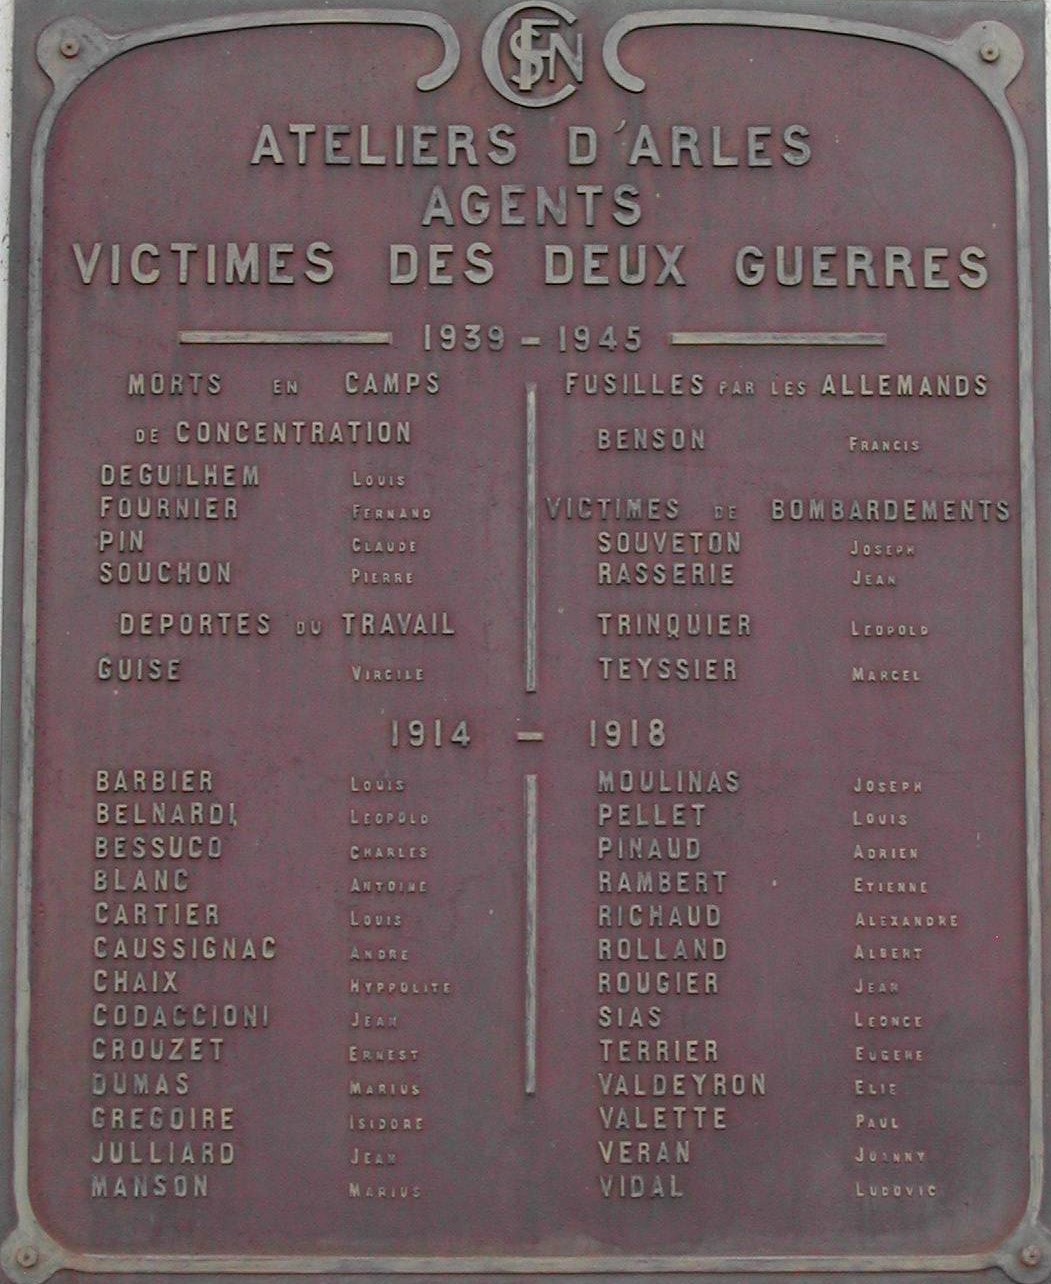 SNCF
ATELIERS D'ARLES
AGENTS
VICTIMES DES DEUX GUERRES
1939 - 1945
MORTS EN CAMPS
DE CONCENTRATION
DEGUILHEM LOUIS
FOURNIER FERNAND
PIN CLAUDE
SOUCHON PIERRE
DEPORTES DU TRAVAIL
GUISE VIRGILE
FUSILLES PAR LES ALLEMANDS
BENSON FRANCIS
VICTIMES DE BOMBARDEMENTS
SOUVETON JOSEPH
RASSERIE JEAN
TRINQUIER LEOPOLD
TEYSSIER MARCEL
1914 - 1918
BARBIER LOUIS
BELNARDI, LEOPOLD
BESSUCO CHARLES
BLANC ANTOINE
CARTIER LOUIS
CAUSSIGNAC ANDRE
CHAIX HYPPOLITE
CODACCIONI JEAN
CROUZET ERNEST
DUMAS MARIUS
GREGOIRE ISIDORE
JULLIARD JEAN
MANSON MARIUS
MOULINAS JOSEPH
PELLET LOUIS
PINAUD ADRIEN
RAMBERT ETIENNE
RICHAUD ALEXANDRE
ROLLAND ALBERT
ROUGIER JEAN
SIAS LEONCE
TERRIER EUGENE
VALDEYRON ELIE
VALETTE PAUL
VERAN JOANNY
VIDAL LUDOVIC